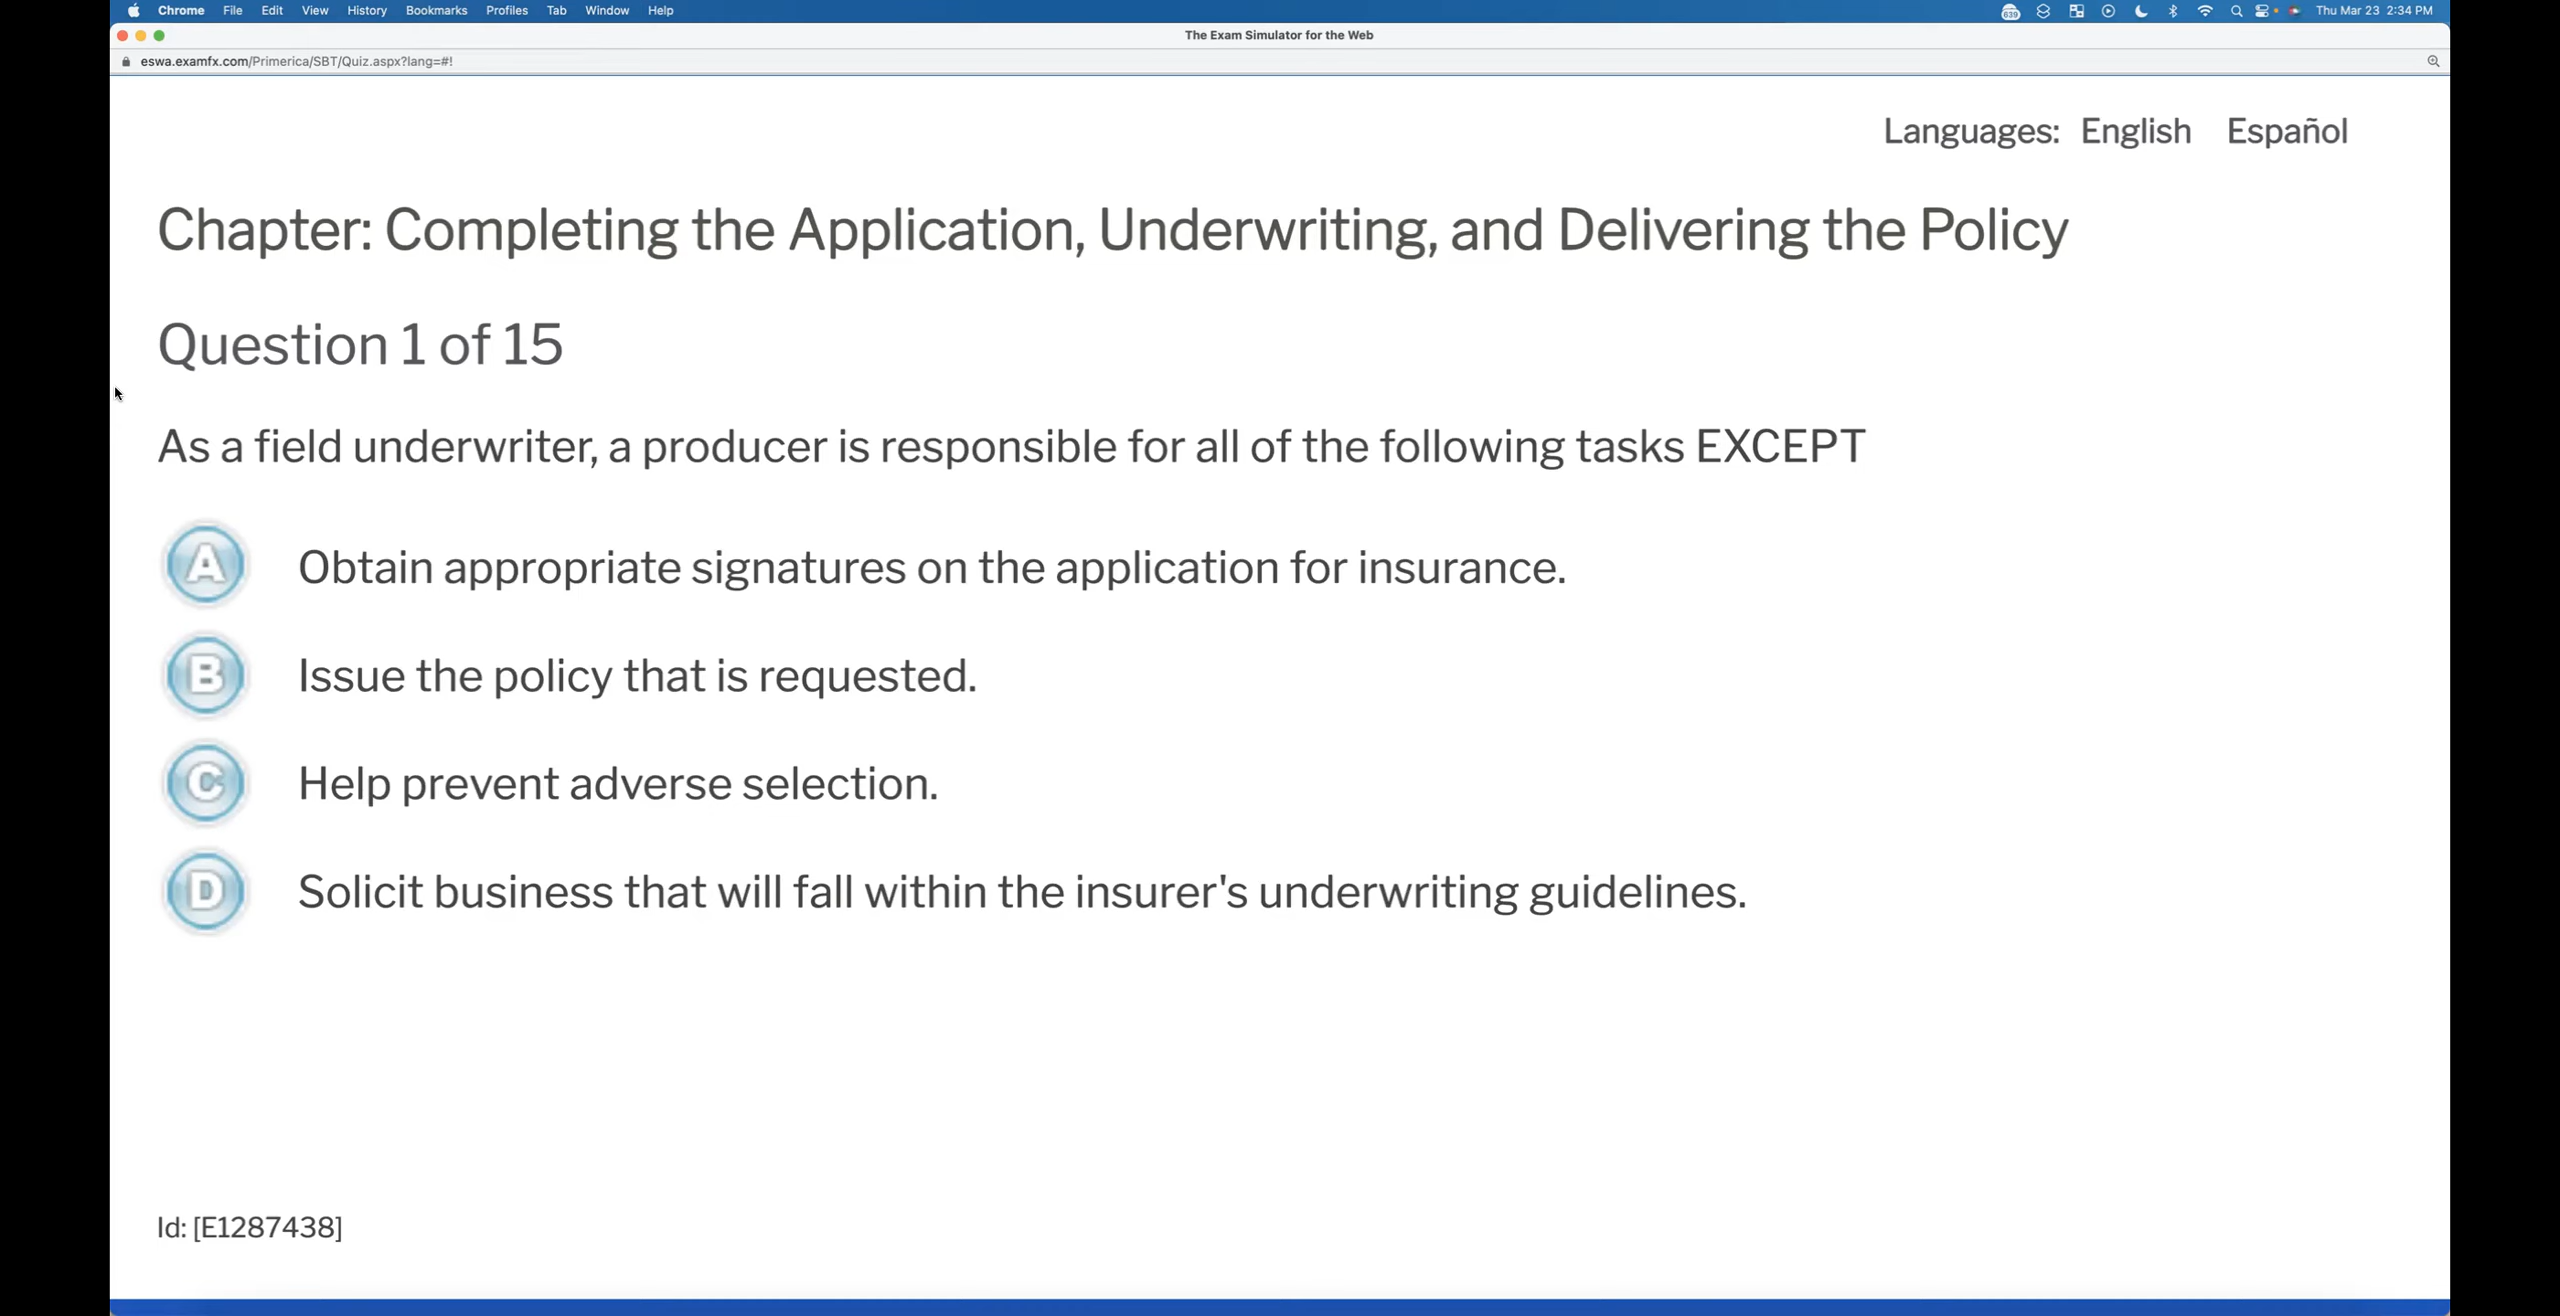 Chrome File Edit View History Bookmarks Profiles Tab Window Help 639 Thu Mar 23 2:34 PM
The Exam Simulator for the Web
eswa.examfx.com/Primerica/SBT/Quiz.aspx?lang=#!
Languages: English Español
Chapter: Completing the Application, Underwriting, and Delivering the Policy
Question 1 of 15
As a field underwriter, a producer is responsible for all of the following tasks EXCEPT
A Obtain appropriate signatures on the application for insurance.
B Issue the policy that is requested.
C Help prevent adverse selection.
D Solicit business that will fall within the insurer's underwriting guidelines.
Id: [E1287438]